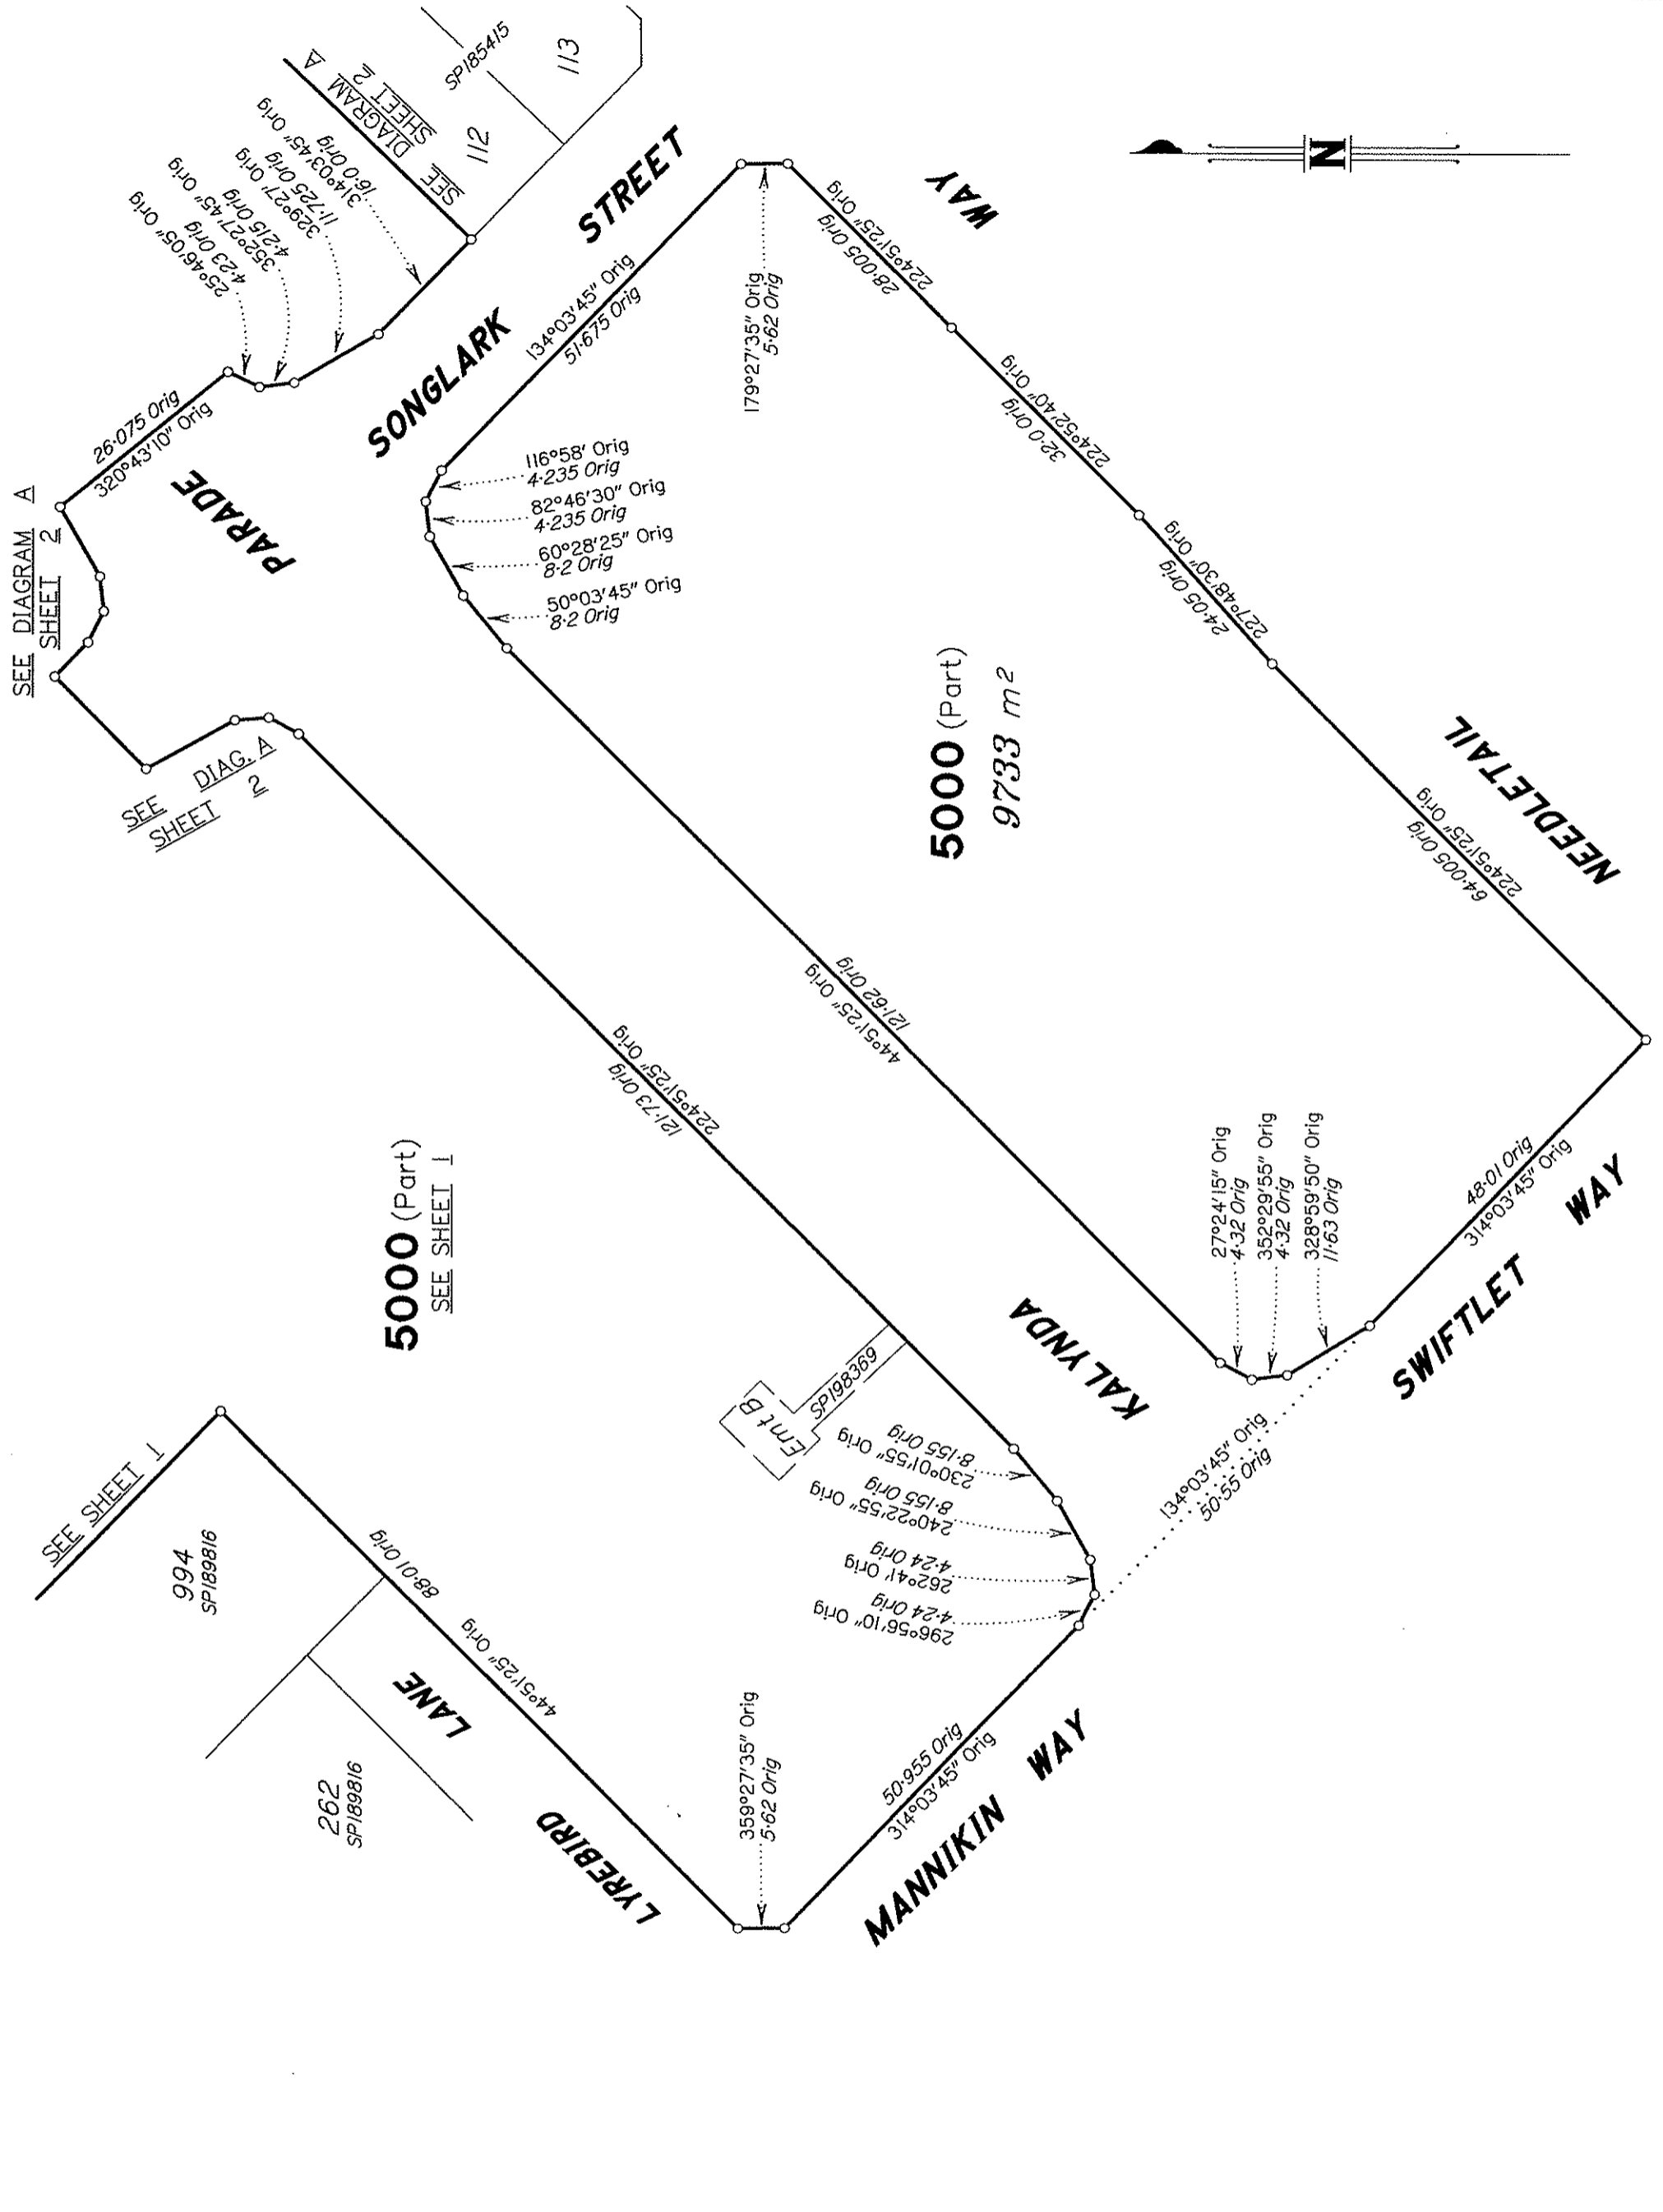 SEE DIAGRAM A
SHEET 2
26·075 Orig
320°43'10" Orig
PARADE
25°46'05" Orig
4·23 Orig
352°27'45" Orig
4·215 Orig
329°27' Orig
11·725 Orig
314°03'45" Orig
16·0 Orig
SEE DIAGRAM A
SHEET 2
112
SP185415
113
SONGLARK STREET
134°03'45" Orig
51·675 Orig
116°58' Orig
4·235 Orig
82°46'30" Orig
4·235 Orig
60°28'25" Orig
8·2 Orig
50°03'45" Orig
8·2 Orig
179°27'35" Orig
5·62 Orig
WAY
28·005 Orig
224°51'25" Orig
32·0 Orig
224°52'40" Orig
24·05 Orig
227°48'30" Orig
64·005 Orig
224°51'25" Orig
NEEDLETAIL
N
5000 (Part)
9733 m²
SEE DIAG. A
SHEET 2
121·73 Orig
224°51'25" Orig
44°51'25" Orig
121·62 Orig
5000 (Part)
SEE SHEET 1
SEE SHEET 1
994
SP189816
88·01 Orig
44°51'25" Orig
262
SP189816
LYREBIRD LANE
Emt B
SP198369
KALYNDA
230°01'55" Orig
8·155 Orig
240°22'55" Orig
8·155 Orig
262°41' Orig
4·24 Orig
296°56'10" Orig
4·24 Orig
27°24'15" Orig
4·32 Orig
352°29'55" Orig
4·32 Orig
328°59'50" Orig
11·63 Orig
48·01 Orig
314°03'45" Orig
SWIFTLET WAY
134°03'45" Orig
50·55 Orig
359°27'35" Orig
5·62 Orig
50·955 Orig
314°03'45" Orig
MANNIKIN WAY